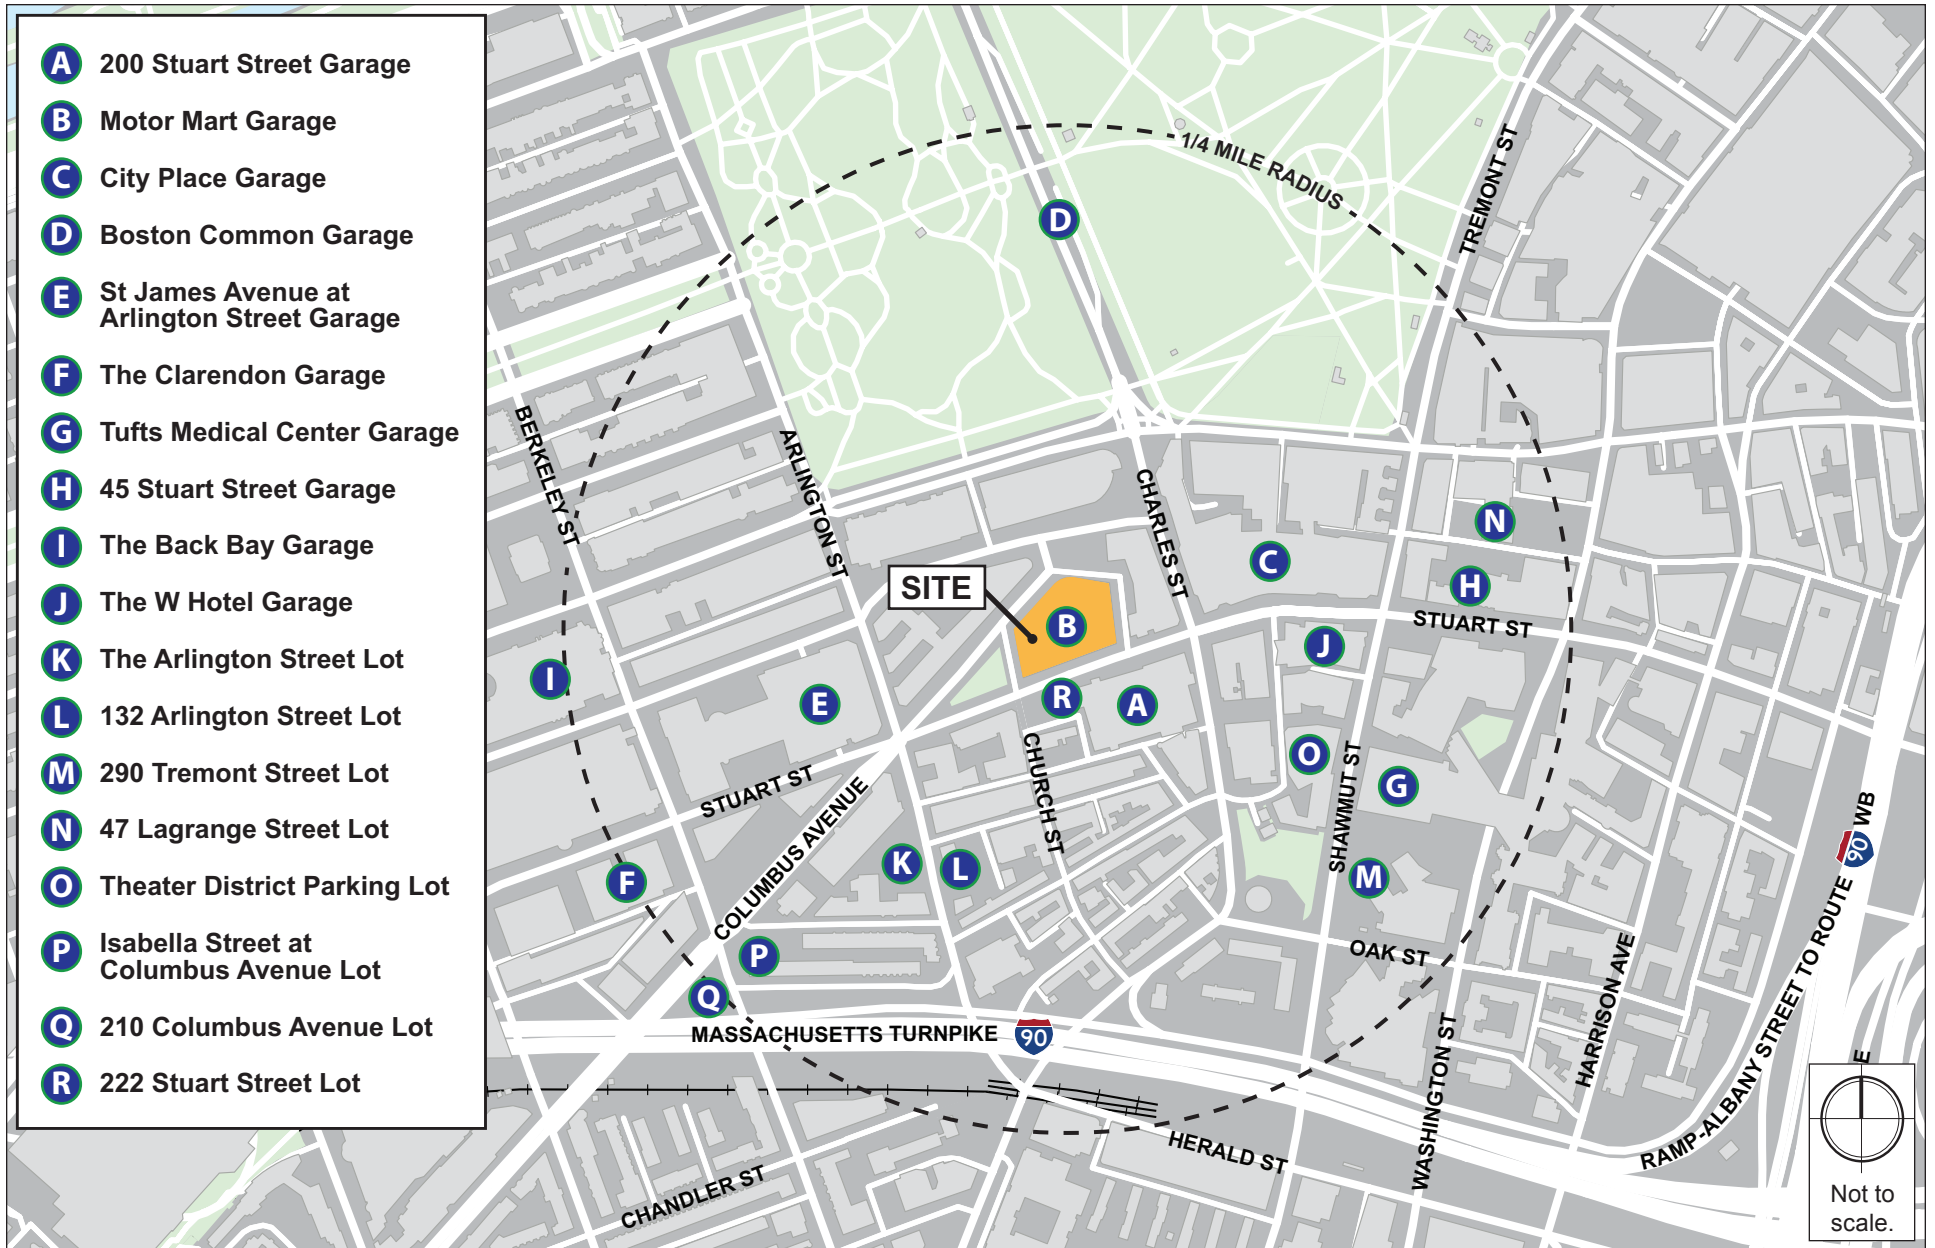 A 200 Stuart Street Garage
B Motor Mart Garage
C City Place Garage
D Boston Common Garage
E St James Avenue at
Arlington Street Garage
F The Clarendon Garage
G Tufts Medical Center Garage
H 45 Stuart Street Garage
I The Back Bay Garage
J The W Hotel Garage
K The Arlington Street Lot
L 132 Arlington Street Lot
M 290 Tremont Street Lot
N 47 Lagrange Street Lot
O Theater District Parking Lot
P Isabella Street at
Columbus Avenue Lot
Q 210 Columbus Avenue Lot
R 222 Stuart Street Lot
1/4 MILE RADIUS
TREMONT ST
D
BERKELEY ST
ARLINGTON ST
CHARLES ST
N
C
H
SITE
B
STUART ST
J
I
E
R
A
O
G
CHURCH ST
SHAWMUT ST
STUART ST
COLUMBUS AVENUE
K
L
M
F
P
Q
OAK ST
MASSACHUSETTS TURNPIKE
90
HARRISON AVE
WASHINGTON ST
RAMP-ALBANY STREET TO ROUTE
90
WB
E
HERALD ST
CHANDLER ST
Not to
scale.